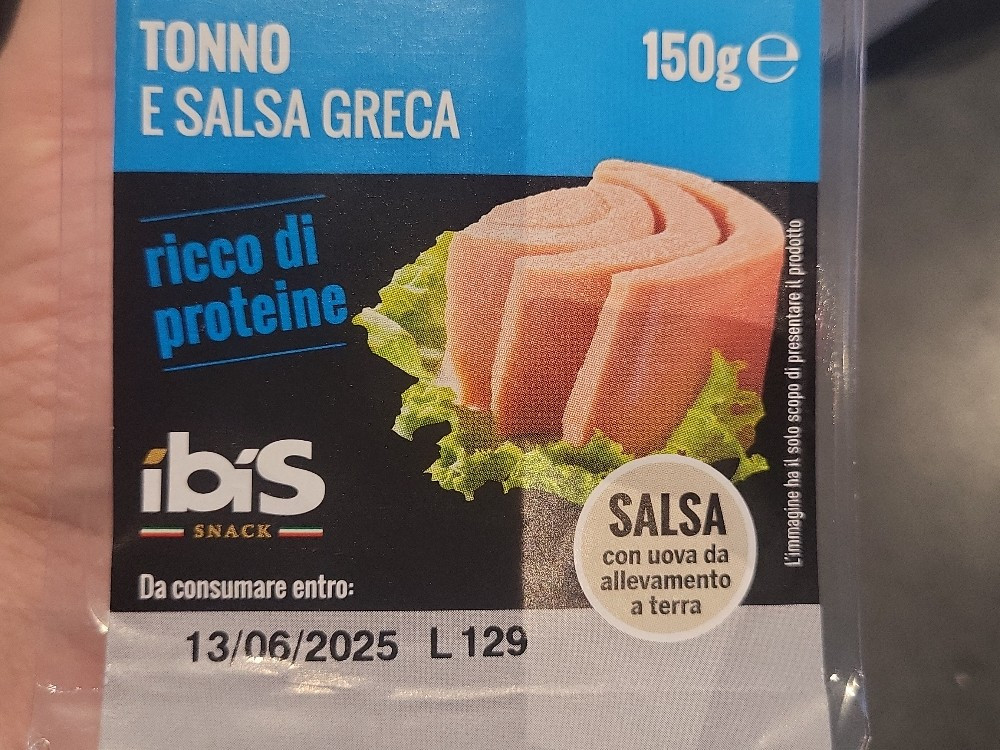 TONNO
E SALSA GRECA
150g e
ricco di
proteine
ibis
SNACK
Da consumare entro:
13/06/2025 L 129
SALSA
con uova da
allevamento
a terra
L'immagine ha il solo scopo di presentare il prodotto